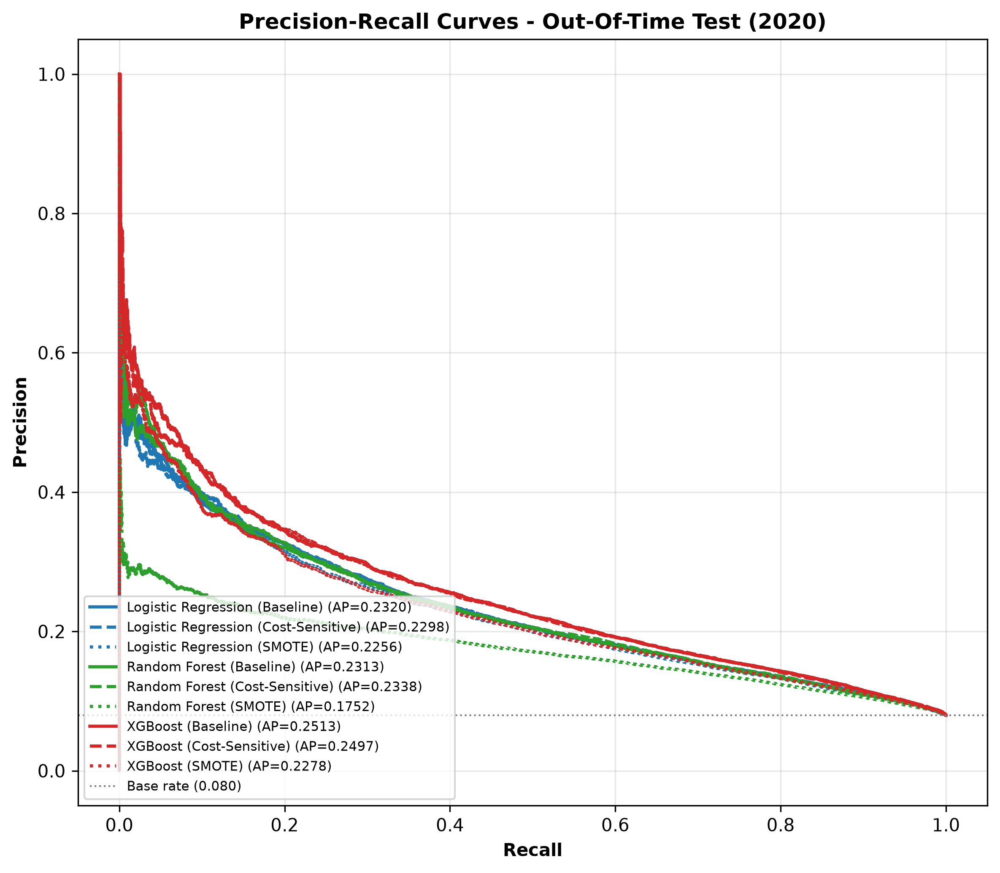 Precision-Recall Curves - Out-Of-Time Test (2020)
1.0
0.8
0.6
0.4
0.2
0.0
Precision
Logistic Regression (Baseline) (AP=0.2320)
Logistic Regression (Cost-Sensitive) (AP=0.2298)
Logistic Regression (SMOTE) (AP=0.2256)
Random Forest (Baseline) (AP=0.2313)
Random Forest (Cost-Sensitive) (AP=0.2338)
Random Forest (SMOTE) (AP=0.1752)
XGBoost (Baseline) (AP=0.2513)
XGBoost (Cost-Sensitive) (AP=0.2497)
XGBoost (SMOTE) (AP=0.2278)
Base rate (0.080)
0.0 0.2 0.4 0.6 0.8 1.0
Recall